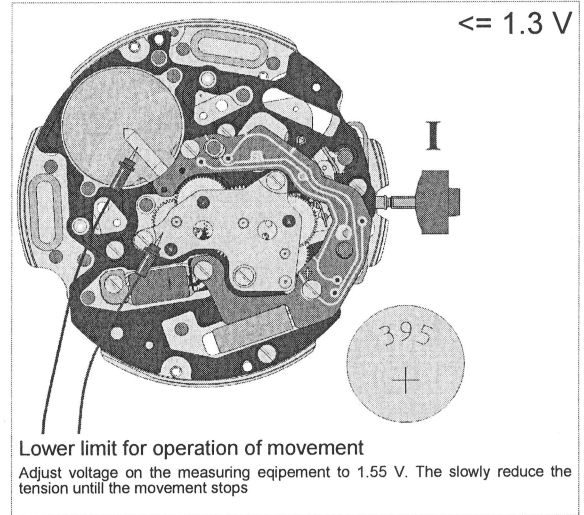 <= 1.3 V
I
395
+
Lower limit for operation of movement
Adjust voltage on the measuring eqipement to 1.55 V. The slowly reduce the
tension untill the movement stops